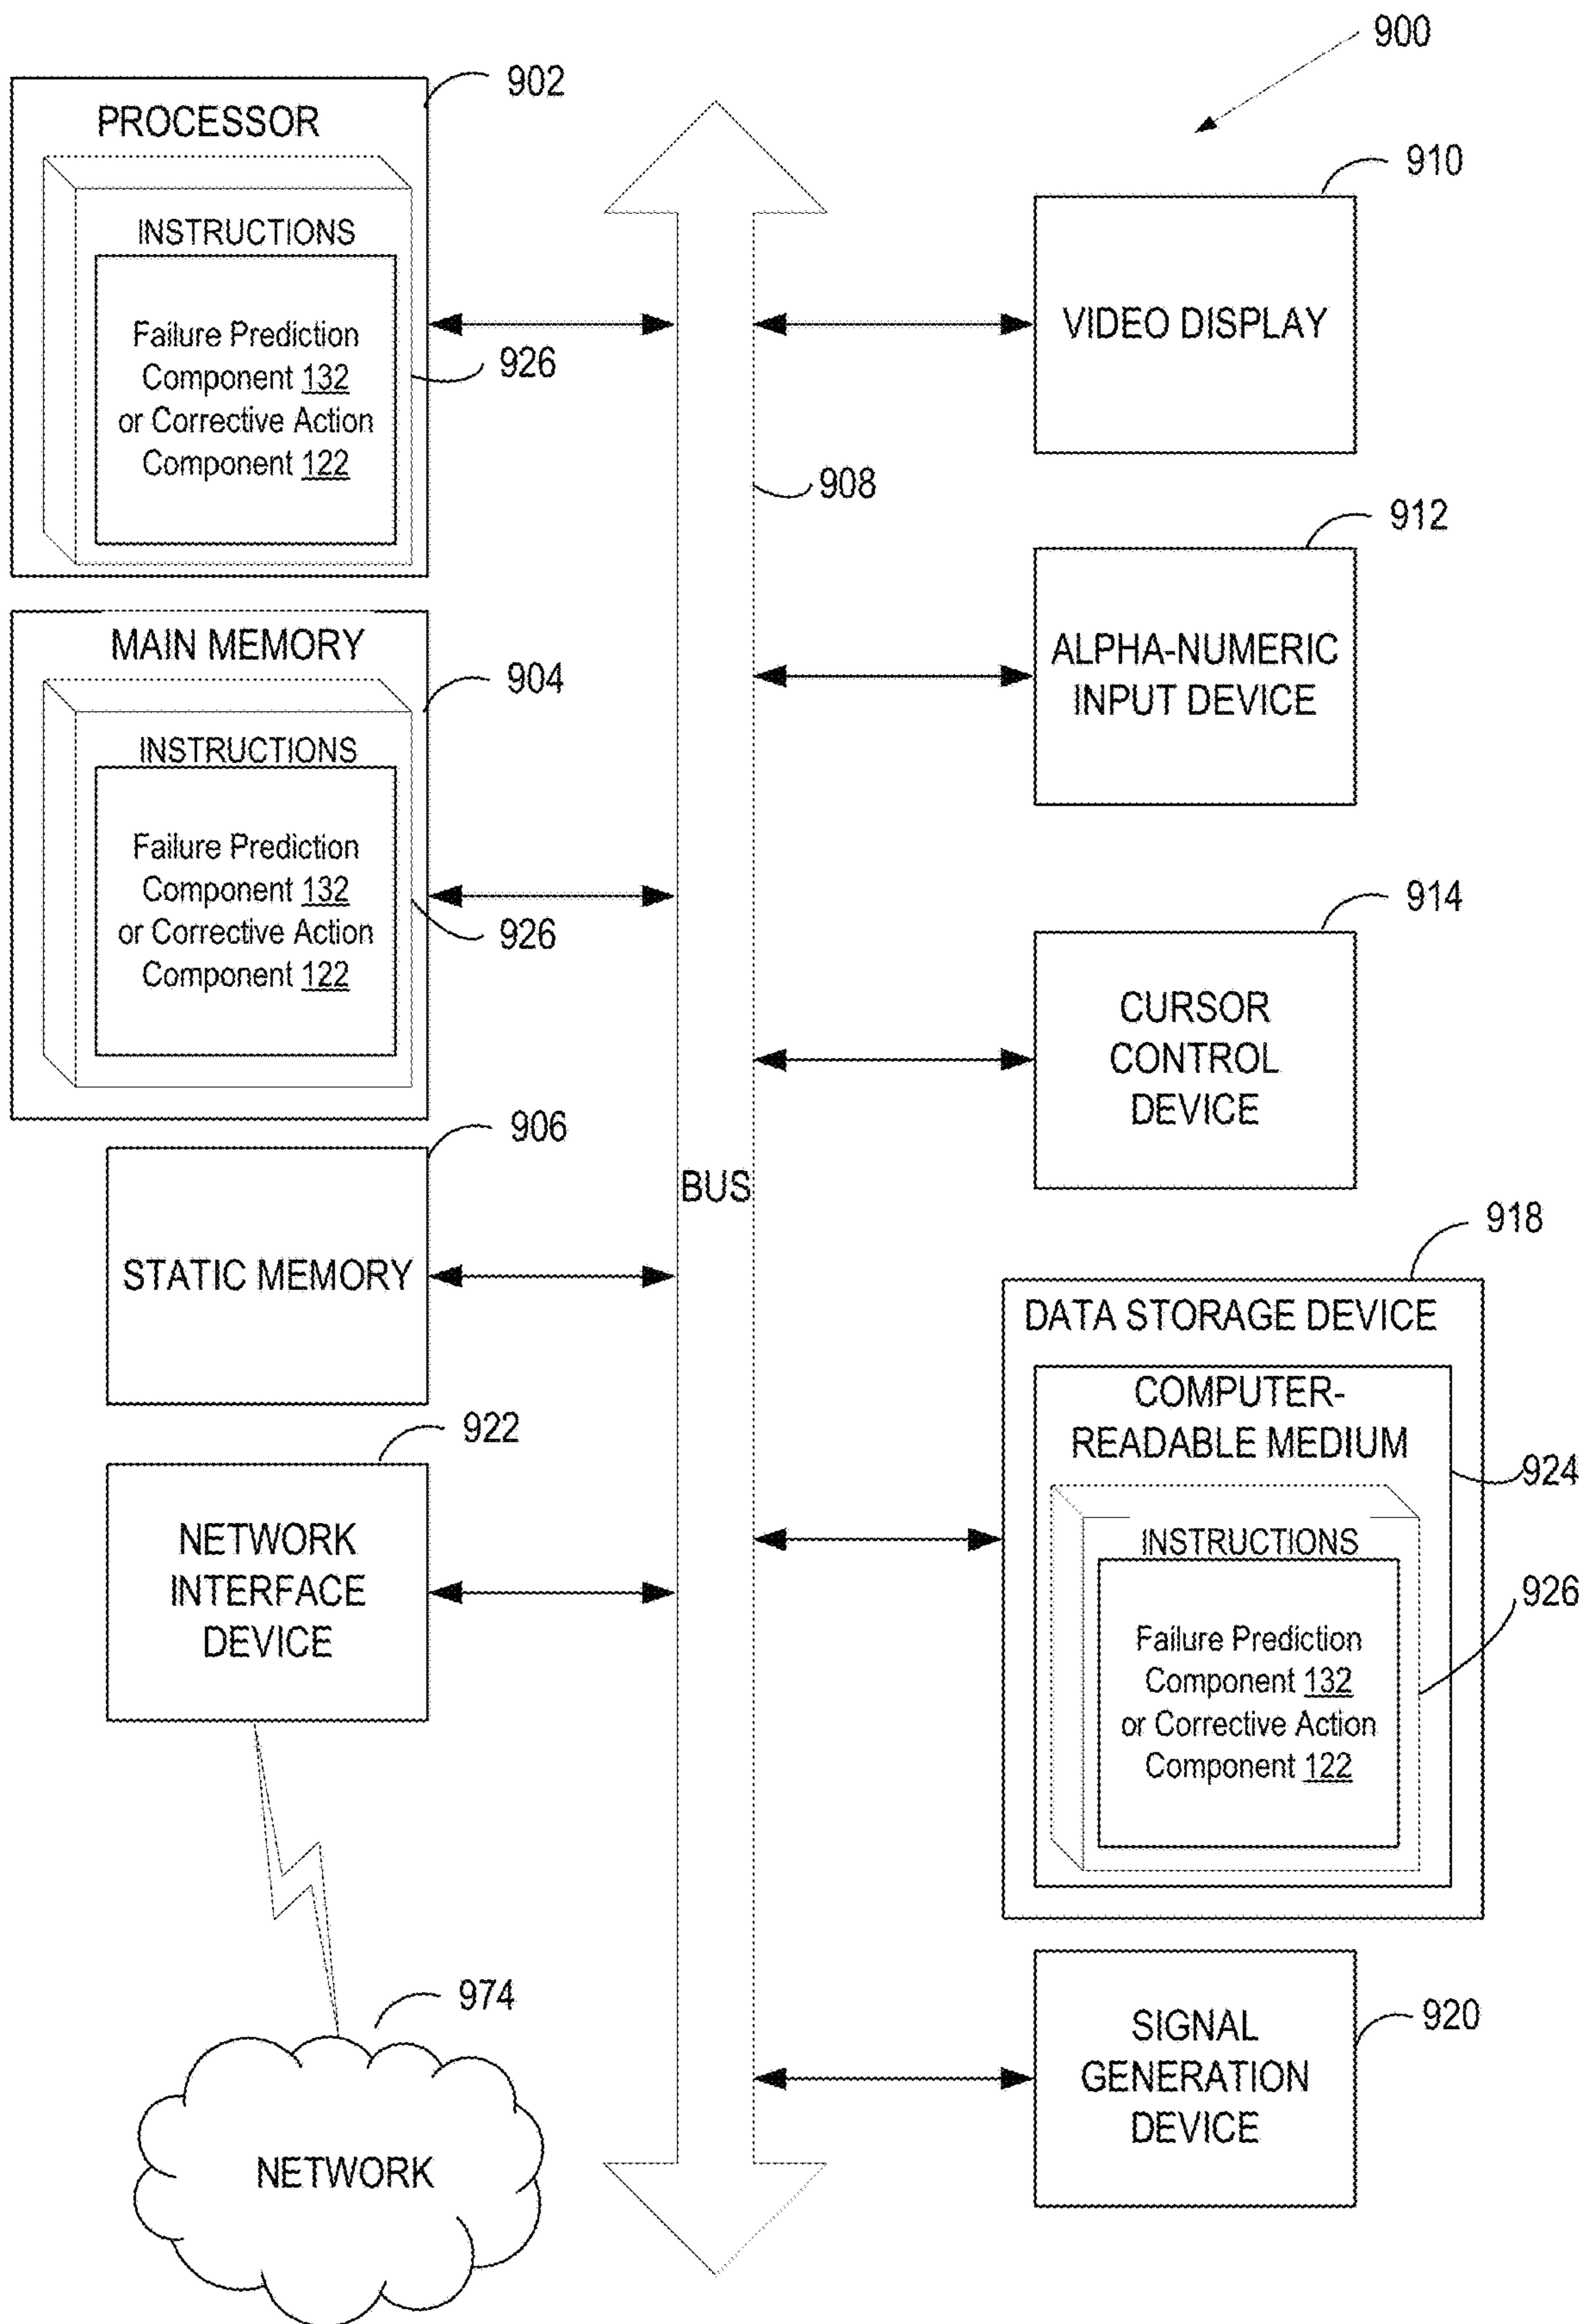 900
902
PROCESSOR
INSTRUCTIONS
Failure Prediction
Component 132
or Corrective Action
Component 122
926
MAIN MEMORY
904
INSTRUCTIONS
Failure Prediction
Component 132
or Corrective Action
Component 122
926
906
STATIC MEMORY
922
NETWORK
INTERFACE
DEVICE
974
NETWORK
908
BUS
910
VIDEO DISPLAY
912
ALPHA-NUMERIC
INPUT DEVICE
914
CURSOR
CONTROL
DEVICE
918
DATA STORAGE DEVICE
COMPUTER-
READABLE MEDIUM
924
INSTRUCTIONS
926
Failure Prediction
Component 132
or Corrective Action
Component 122
920
SIGNAL
GENERATION
DEVICE